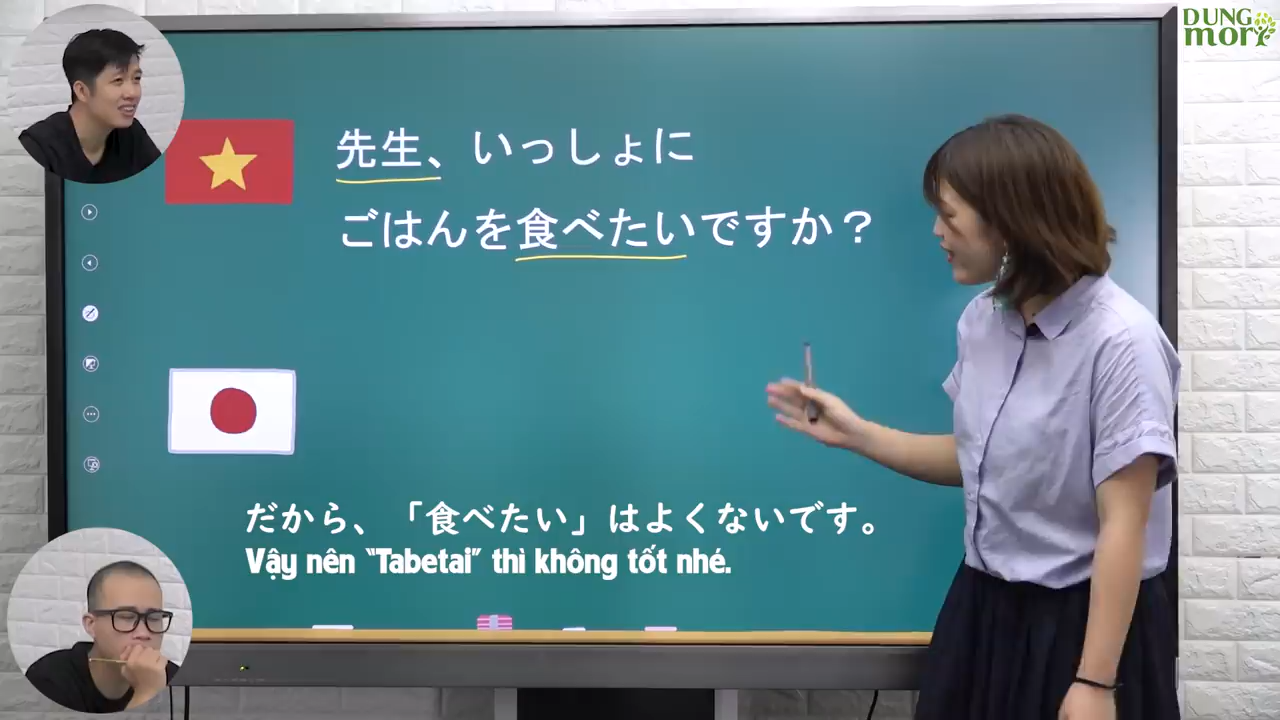 DUNG
mori
先生、いっしょに
ごはんを食べたいですか？
だから、「食べたい」はよくないです。
Vậy nên “Tabetai” thì không tốt nhé.